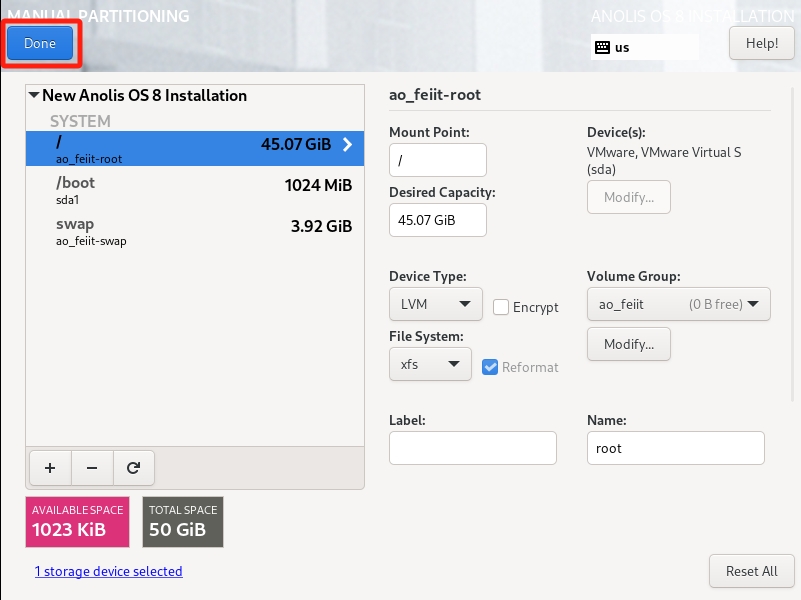 MANUAL PARTITIONING
ANOLIS OS 8 INSTALLATION
Done
us
Help!
New Anolis OS 8 Installation
SYSTEM
/ 45.07 GiB
ao_feiit-root
/boot 1024 MiB
sda1
swap 3.92 GiB
ao_feiit-swap
+ −
AVAILABLE SPACE
1023 KiB
TOTAL SPACE
50 GiB
1 storage device selected
ao_feiit-root
Mount Point:
/
Desired Capacity:
45.07 GiB
Device(s):
VMware, VMware Virtual S
(sda)
Modify...
Device Type:
LVM
Encrypt
File System:
xfs
Reformat
Volume Group:
ao_feiit (0 B free)
Modify...
Label:
Name:
root
Reset All